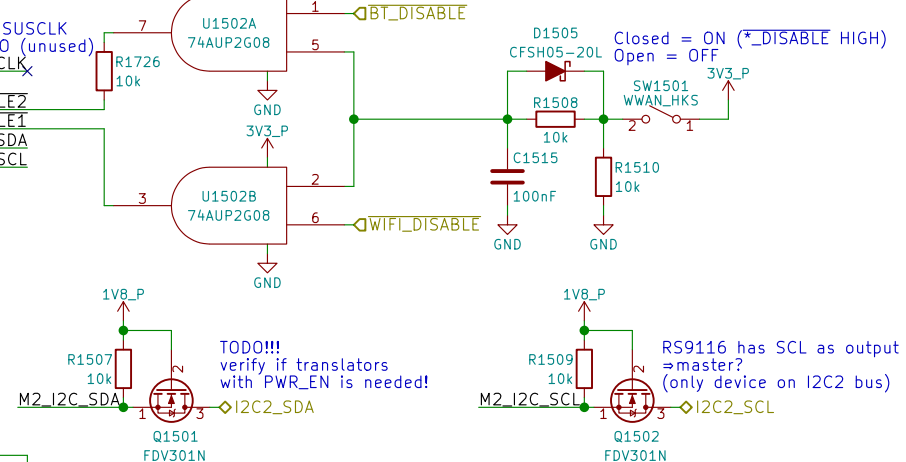 SUSCLK
O (unused)
CLK
LE2
LE1
SDA
SCL
7
R1726
10k
U1502A
74AUP2G08
1
5
BT_DISABLE
GND
3V3_P
U1502B
74AUP2G08
3
2
6
WIFI_DISABLE
GND
D1505
CFSH05-20L
R1508
10k
C1515
100nF
GND
R1510
10k
GND
Closed = ON (*_DISABLE HIGH)
Open = OFF
3V3_P
SW1501
WWAN_HKS
2
1
1V8_P
R1507
10k
M2_I2C_SDA
1
2
3
I2C2_SDA
Q1501
FDV301N
TODO!!!
verify if translators
with PWR_EN is needed!
1V8_P
R1509
10k
M2_I2C_SCL
1
2
3
I2C2_SCL
Q1502
FDV301N
RS9116 has SCL as output
⇒master?
(only device on I2C2 bus)